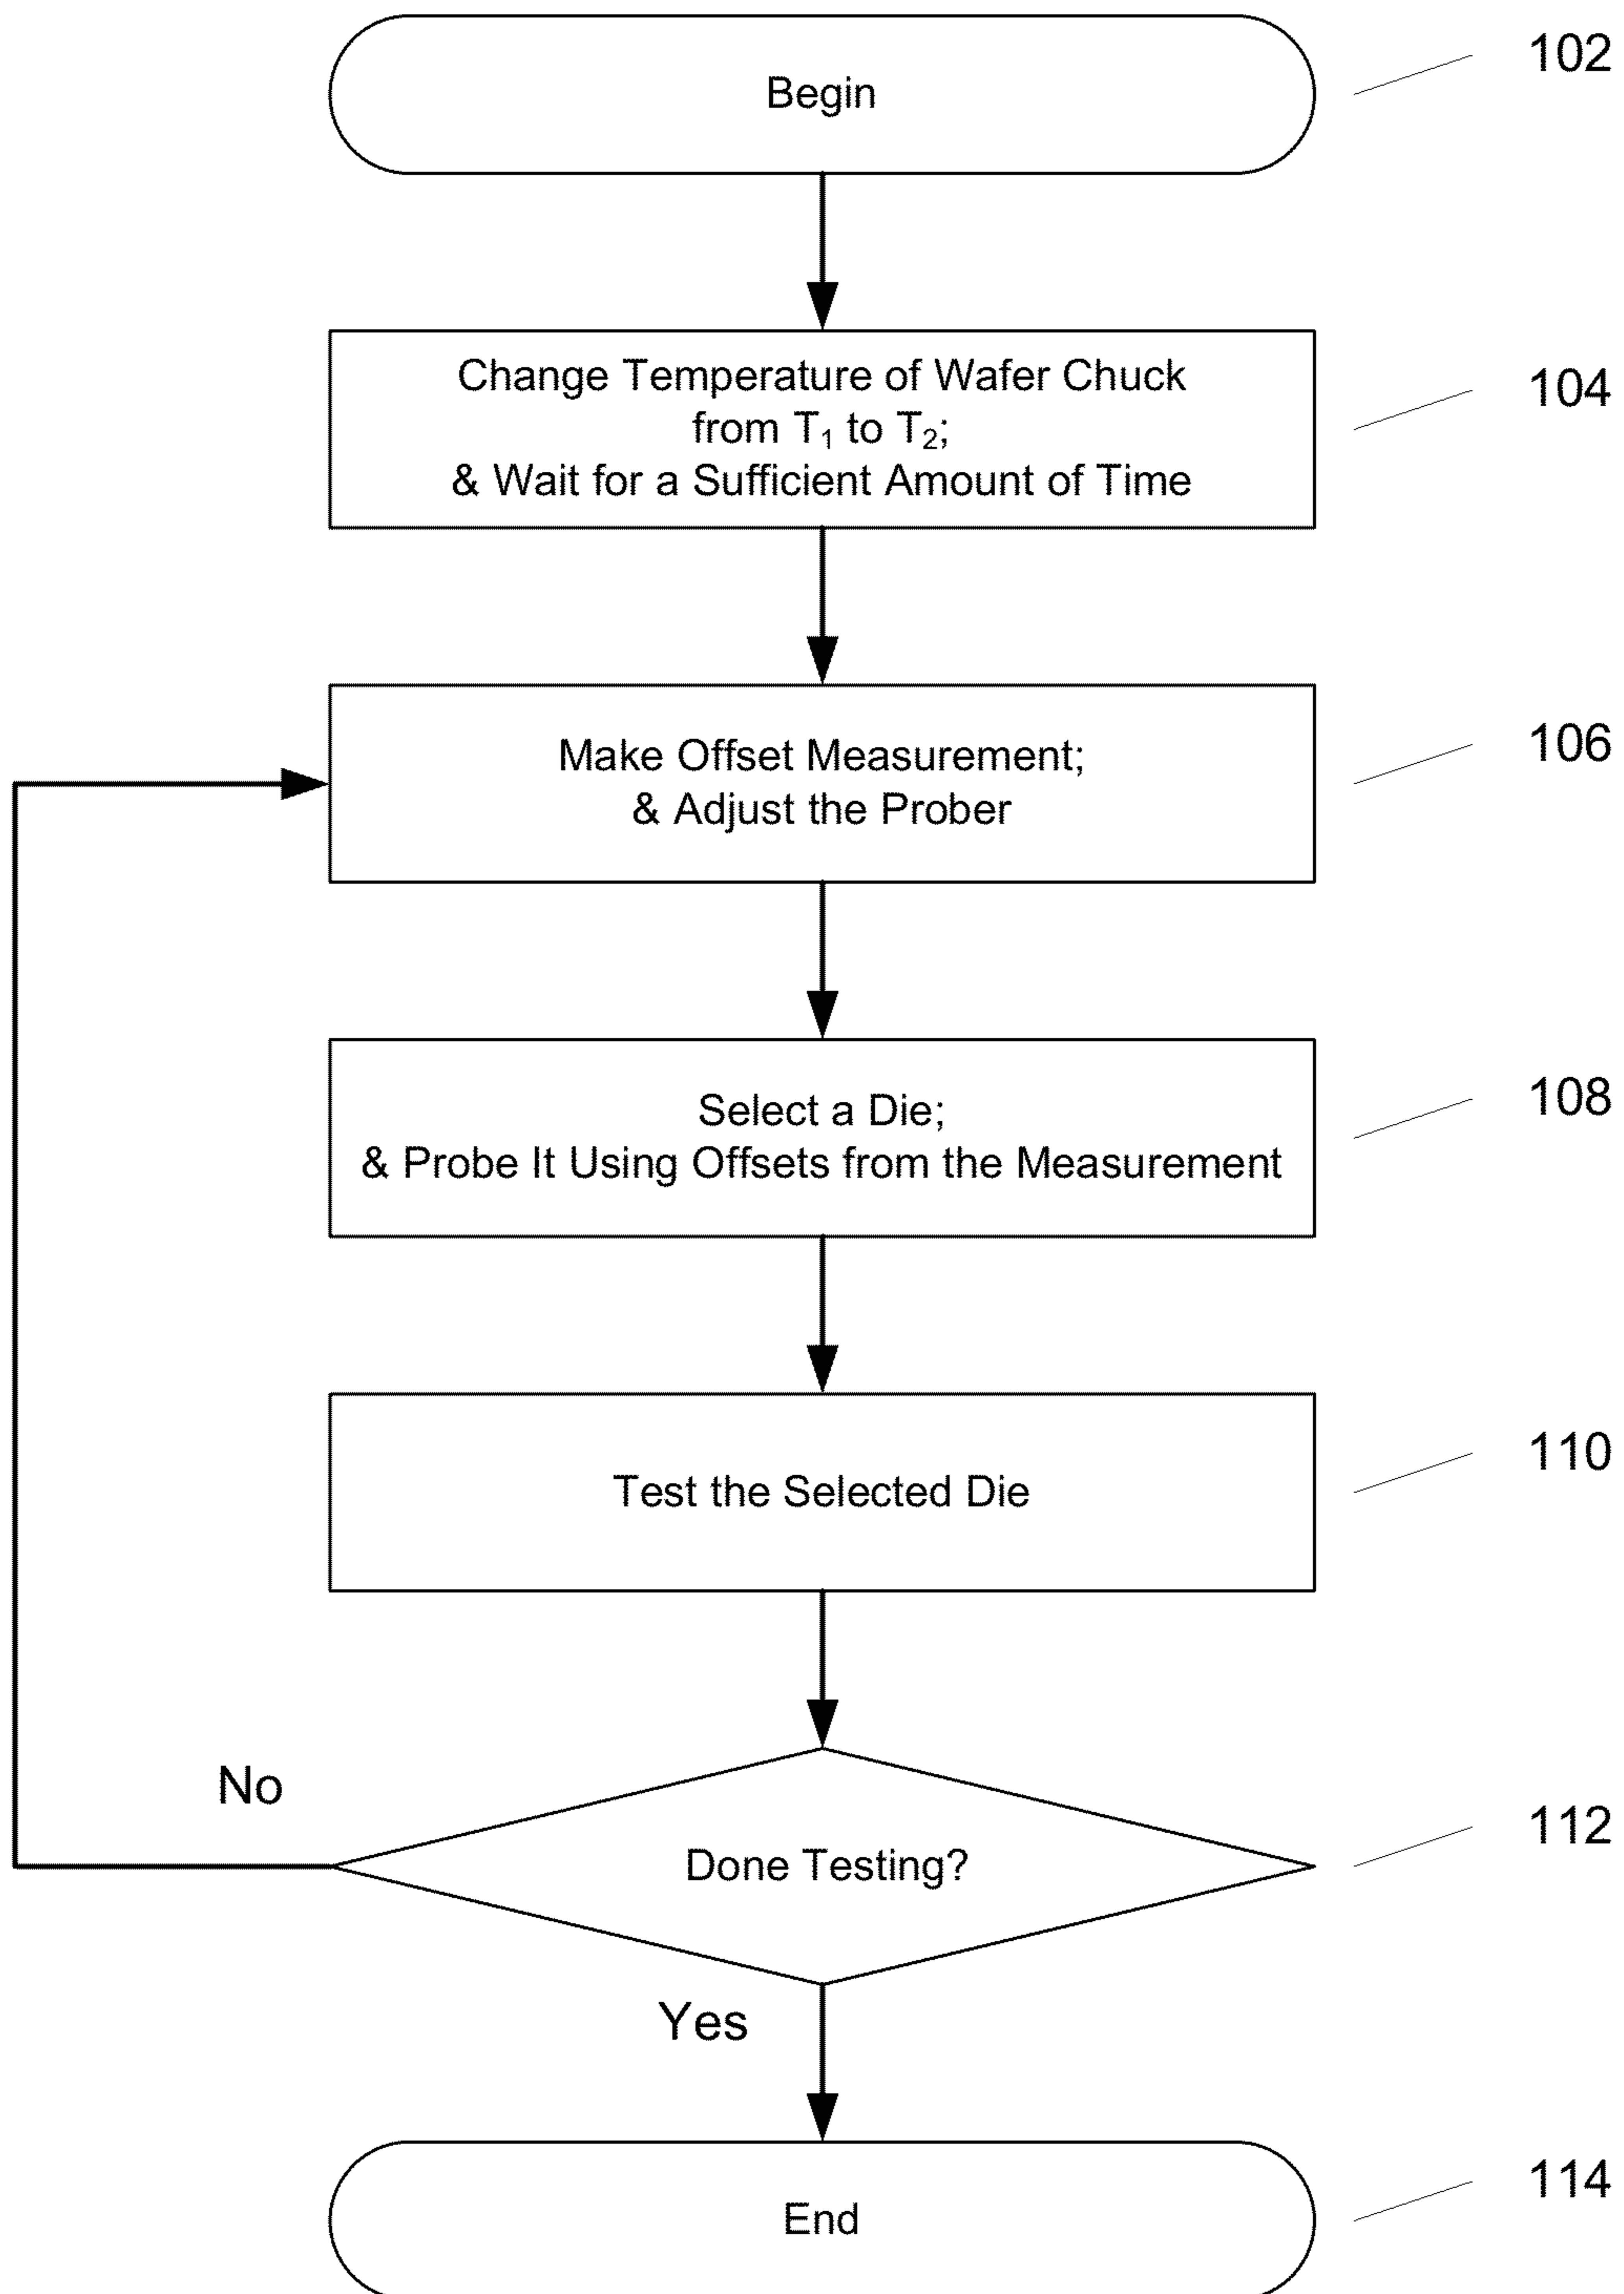 Begin
102
Change Temperature of Wafer Chuck
from T₁ to T₂;
& Wait for a Sufficient Amount of Time
104
Make Offset Measurement;
& Adjust the Prober
106
Select a Die;
& Probe It Using Offsets from the Measurement
108
Test the Selected Die
110
No
Done Testing?
112
Yes
End
114